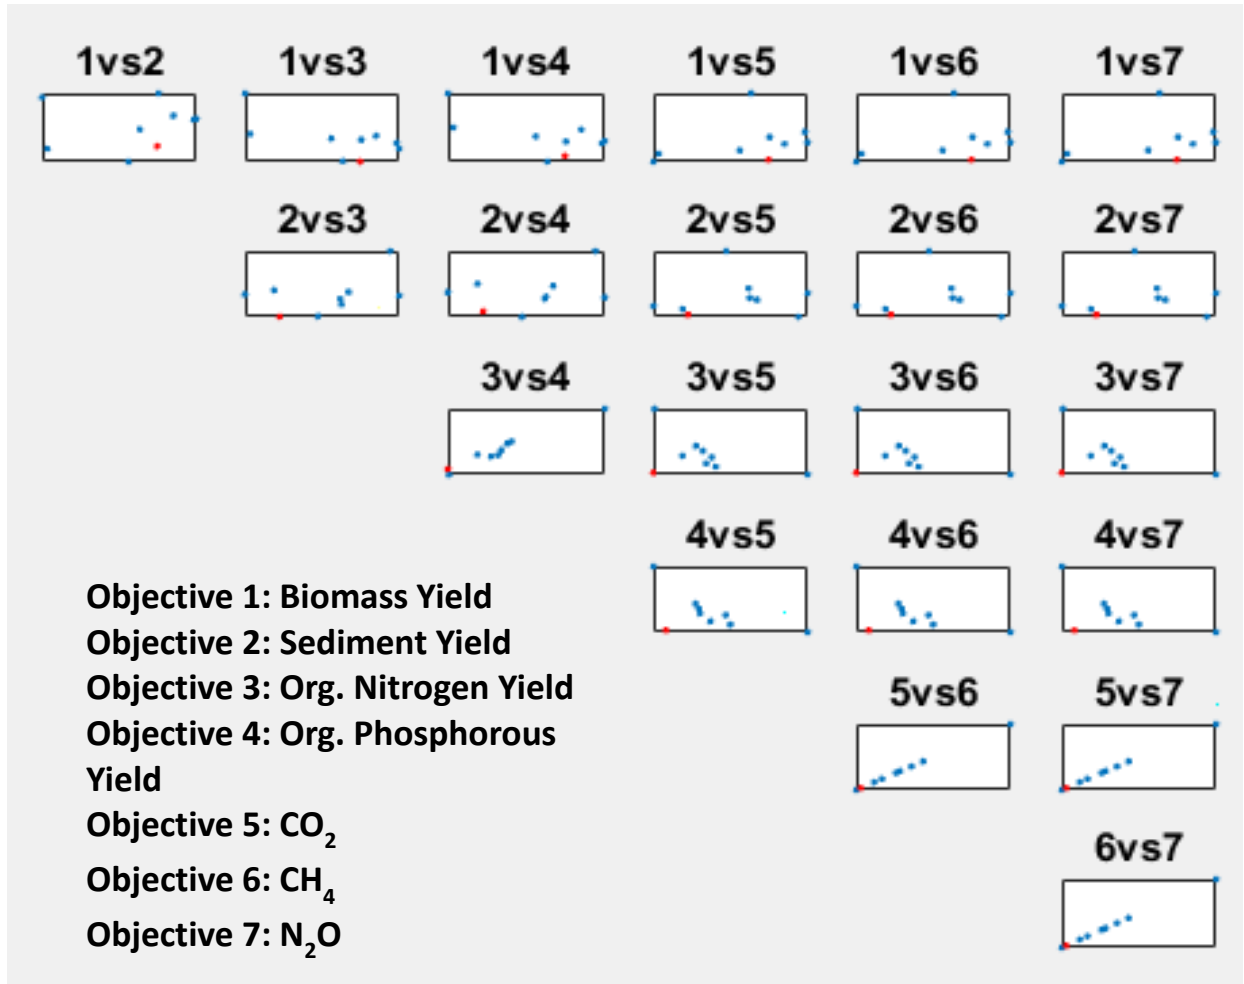 1vs2 1vs3 1vs4 1vs5 1vs6 1vs7
2vs3 2vs4 2vs5 2vs6 2vs7
3vs4 3vs5 3vs6 3vs7
4vs5 4vs6 4vs7
Objective 1: Biomass Yield
Objective 2: Sediment Yield
Objective 3: Org. Nitrogen Yield
Objective 4: Org. Phosphorous
Yield
Objective 5: CO₂
Objective 6: CH₄
Objective 7: N₂O
5vs6 5vs7
6vs7